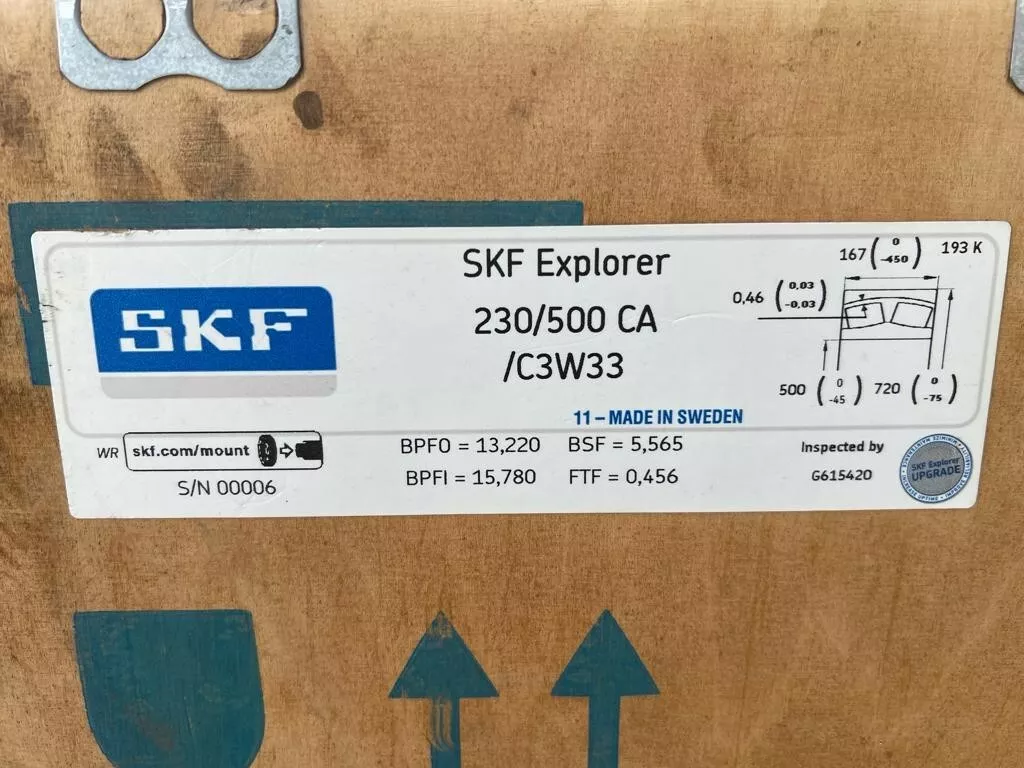 SKF
SKF Explorer
230/500 CA
/C3W33
11 – MADE IN SWEDEN
167 ( 0 -450 ) 193 K
0,46 ( 0,03 -0,03 )
500 ( 0 -45 ) 720 ( 0 -75 )
WR skf.com/mount
S/N 00006
BPFO = 13,220 BSF = 5,565
BPFI = 15,780 FTF = 0,456
Inspected by
G615420
SKF Explorer
UPGRADE